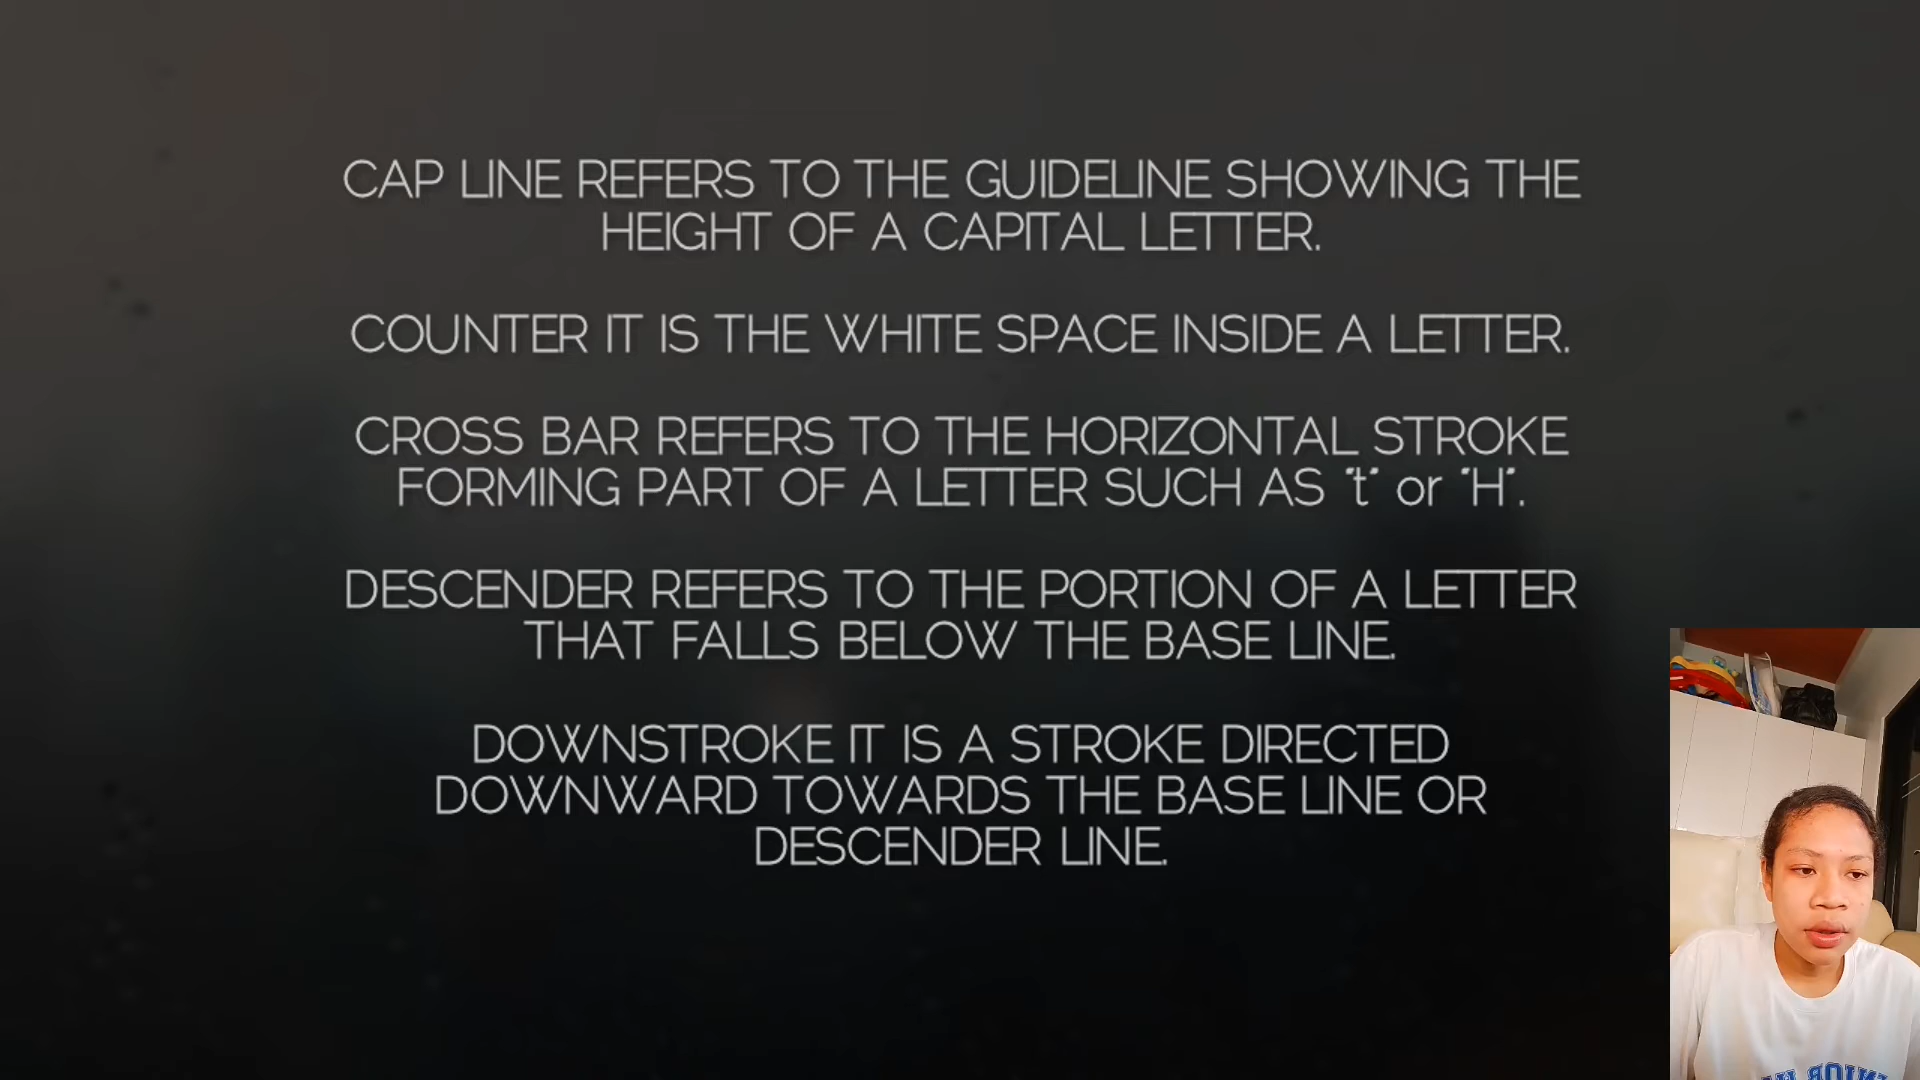 CAP LINE REFERS TO THE GUIDELINE SHOWING THE
HEIGHT OF A CAPITAL LETTER.
COUNTER IT IS THE WHITE SPACE INSIDE A LETTER.
CROSS BAR REFERS TO THE HORIZONTAL STROKE
FORMING PART OF A LETTER SUCH AS "t" or "H".
DESCENDER REFERS TO THE PORTION OF A LETTER
THAT FALLS BELOW THE BASE LINE.
DOWNSTROKE IT IS A STROKE DIRECTED
DOWNWARD TOWARDS THE BASE LINE OR
DESCENDER LINE.